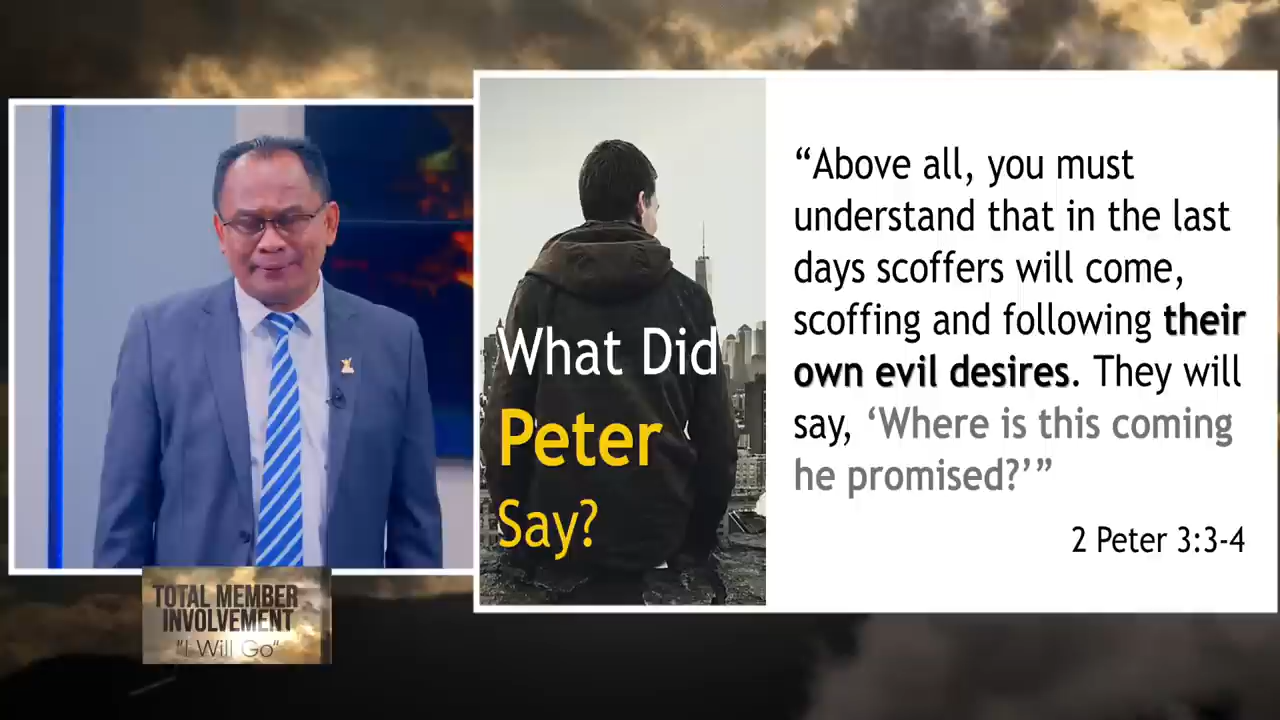 What Did
Peter
Say?
“Above all, you must
understand that in the last
days scoffers will come,
scoffing and following their
own evil desires. They will
say, ‘Where is this coming
he promised?’”
2 Peter 3:3-4
TOTAL MEMBER
INVOLVEMENT
"I Will Go"